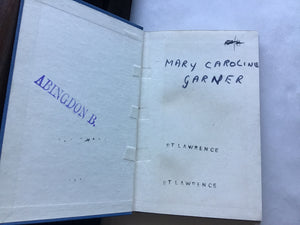 ABINGDON B.
MARY CAROLINE
GARNER
ST LAWRENCE
ST LAWRENCE